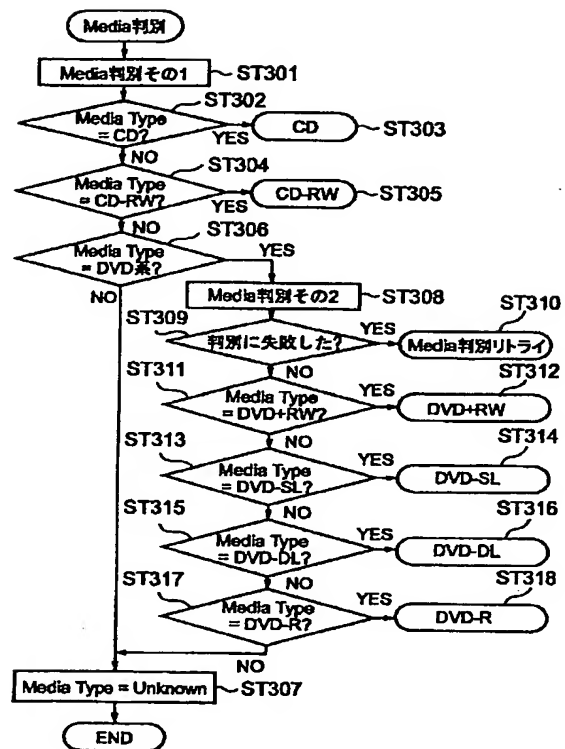 Media判別
Media判別その1
ST301
ST302
Media Type
= CD?
YES
CD
ST303
NO
ST304
Media Type
= CD-RW?
YES
CD-RW
ST305
NO
ST306
Media Type
= DVD系?
YES
NO
Media判別その2
ST308
ST309
判別に失敗した?
YES
ST310
Media判別リトライ
NO
ST311
Media Type
= DVD+RW?
YES
ST312
DVD+RW
NO
ST313
Media Type
= DVD-SL?
YES
ST314
DVD-SL
NO
ST315
Media Type
= DVD-DL?
YES
ST316
DVD-DL
NO
ST317
Media Type
= DVD-R?
YES
ST318
DVD-R
NO
Media Type = Unknown
ST307
END